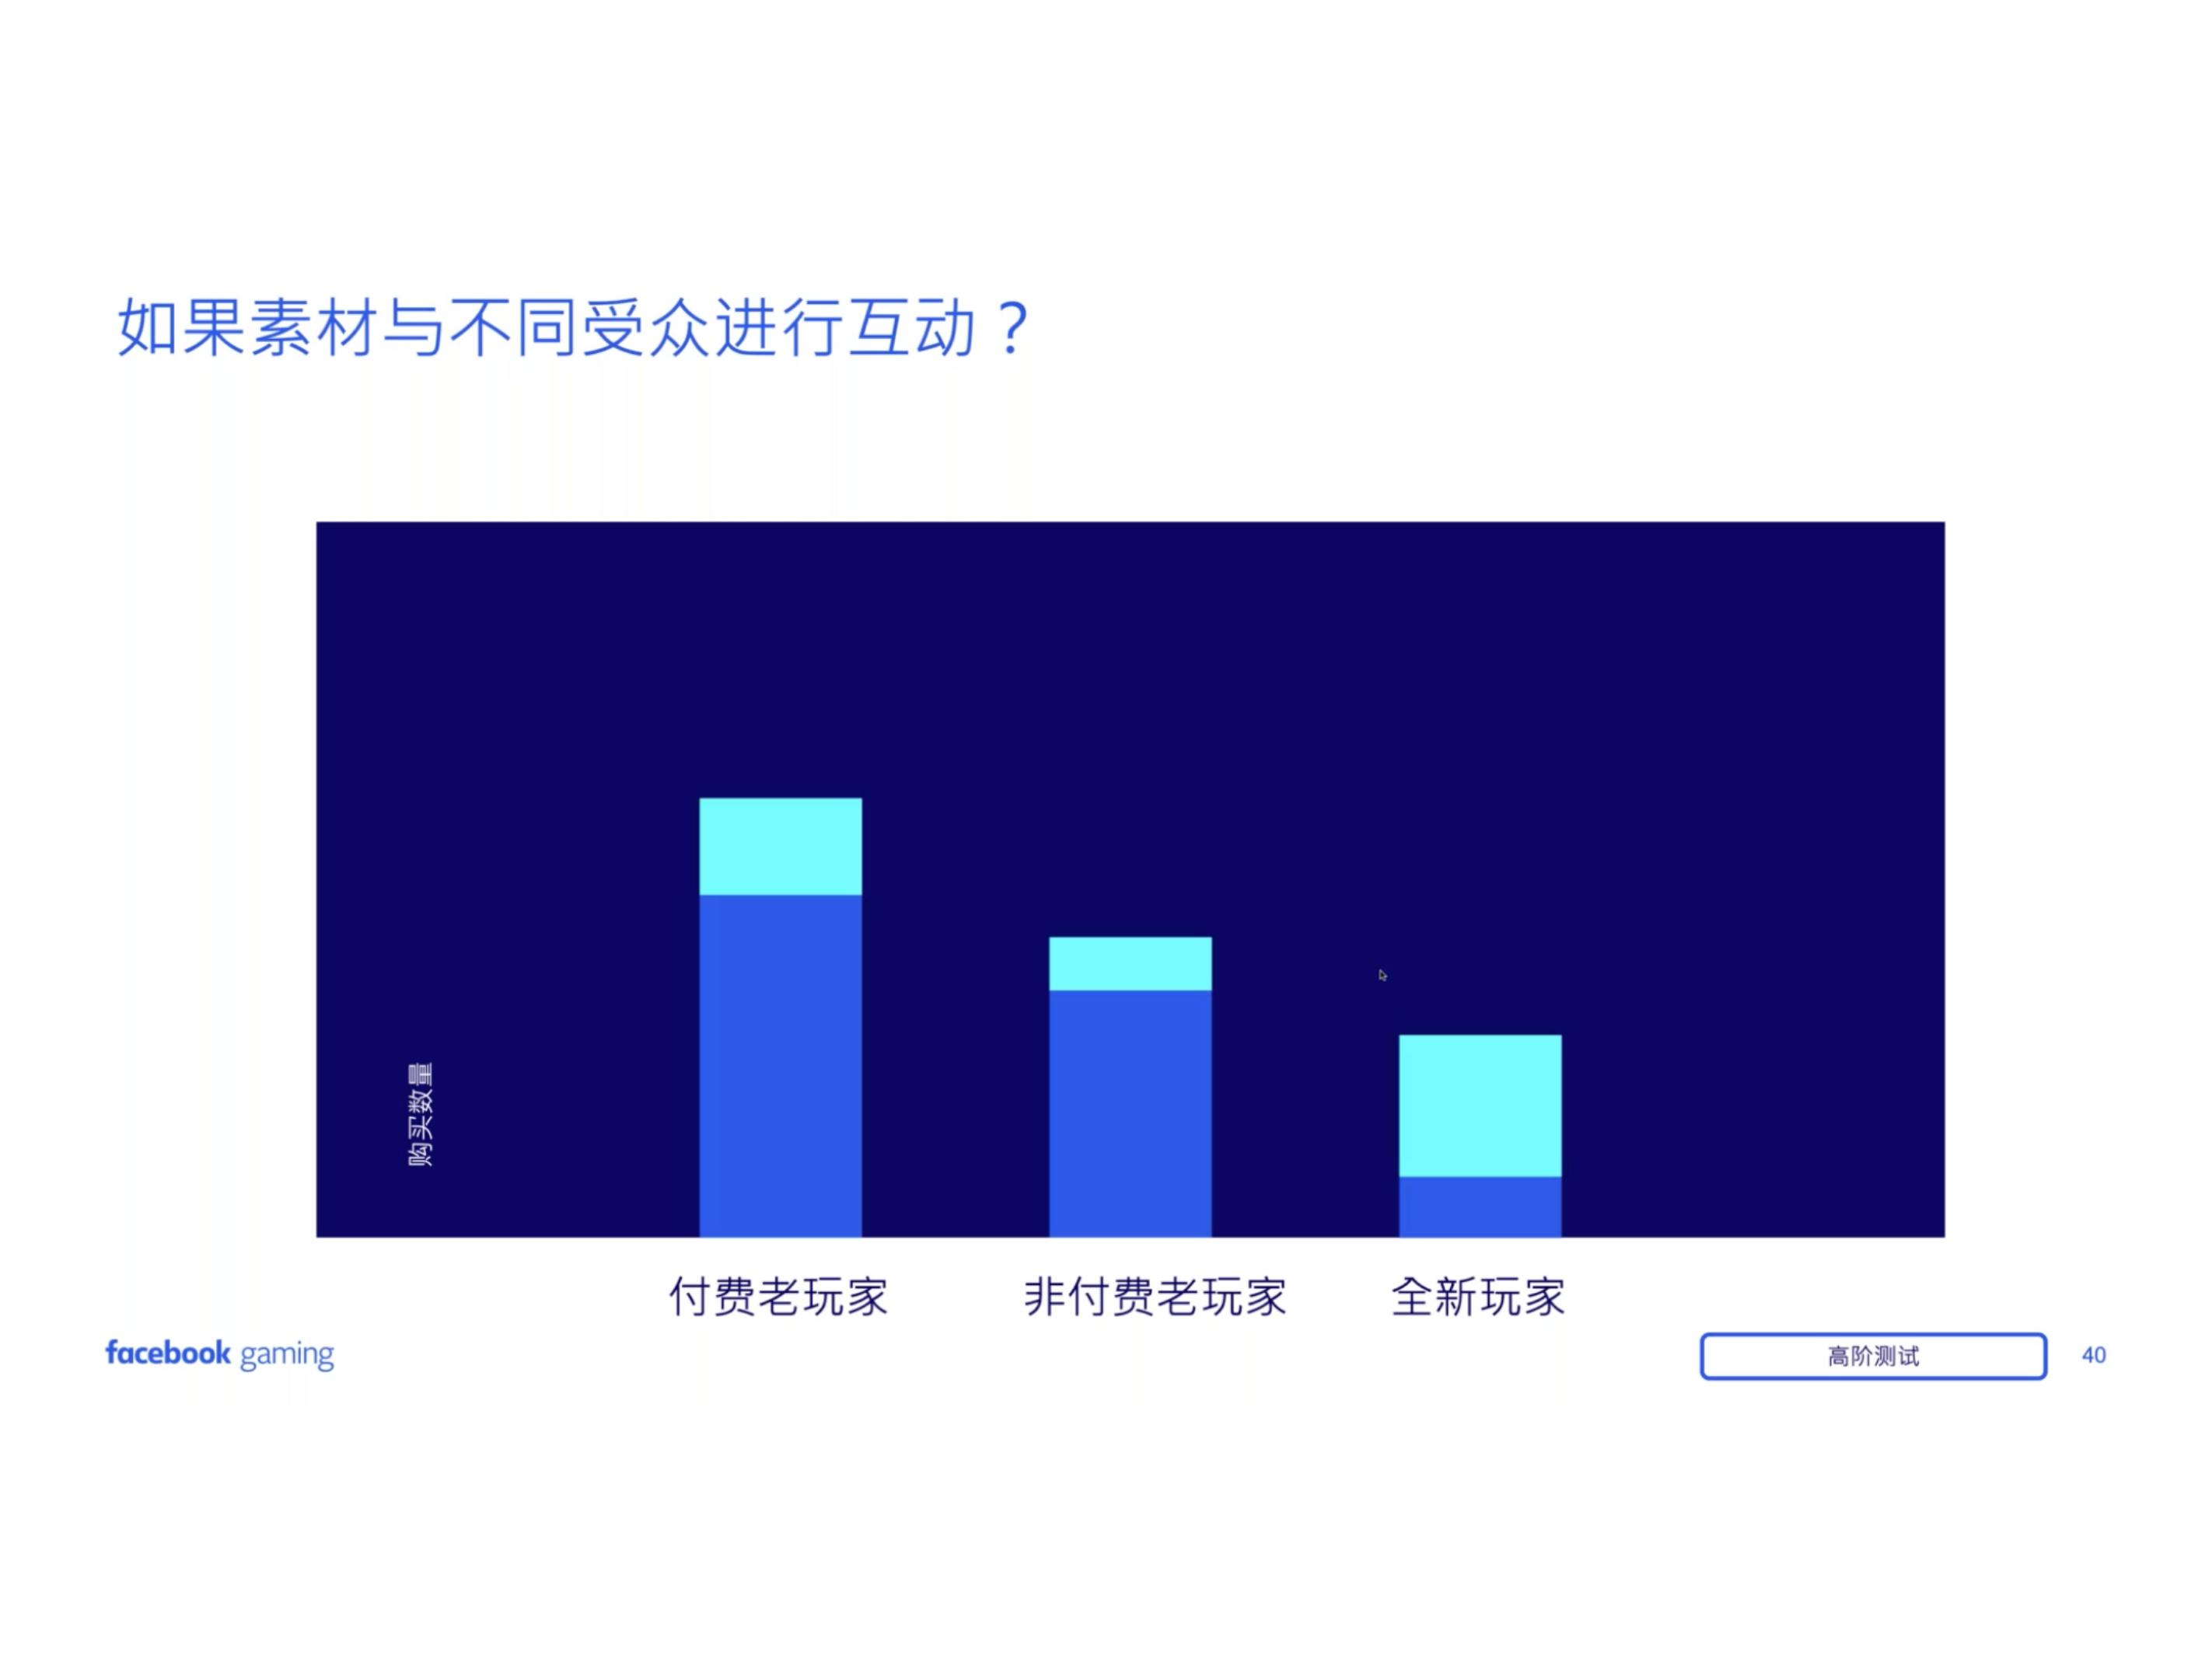 如果素材与不同受众进行互动？
购买数量
付费老玩家
非付费老玩家
全新玩家
facebook gaming
高阶测试
40